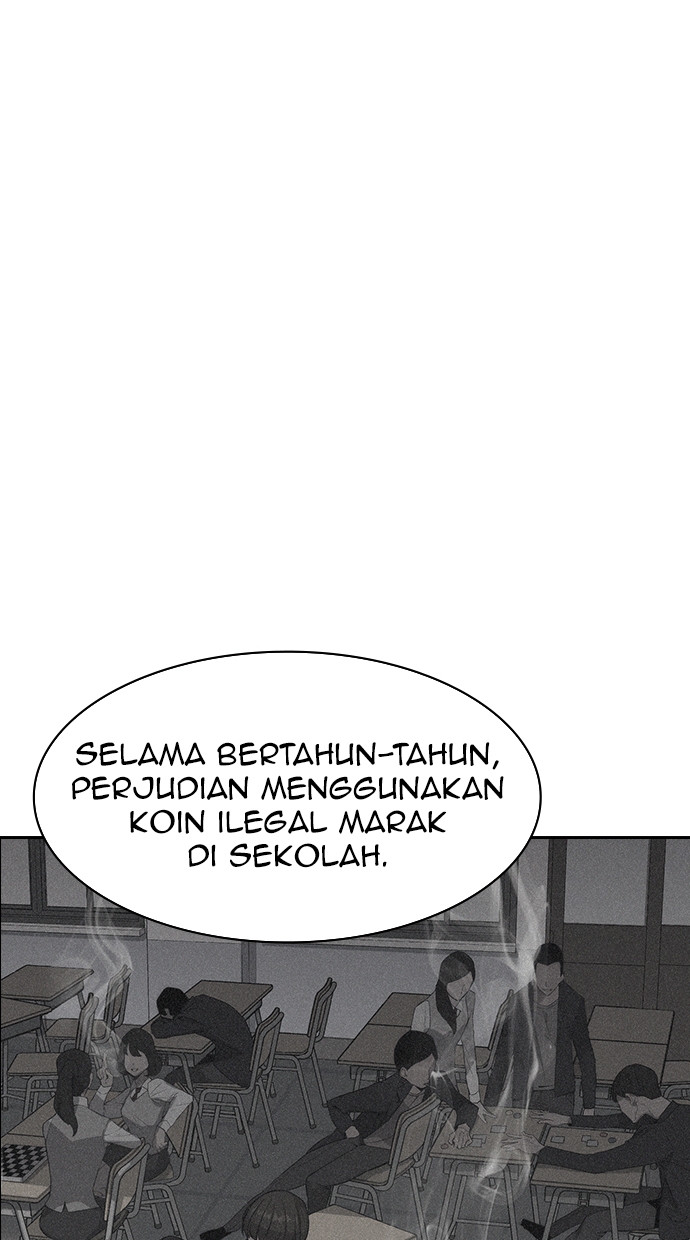 SELAMA BERTAHUN-TAHUN,
PERJUDIAN MENGGUNAKAN
KOIN ILEGAL MARAK
DI SEKOLAH.